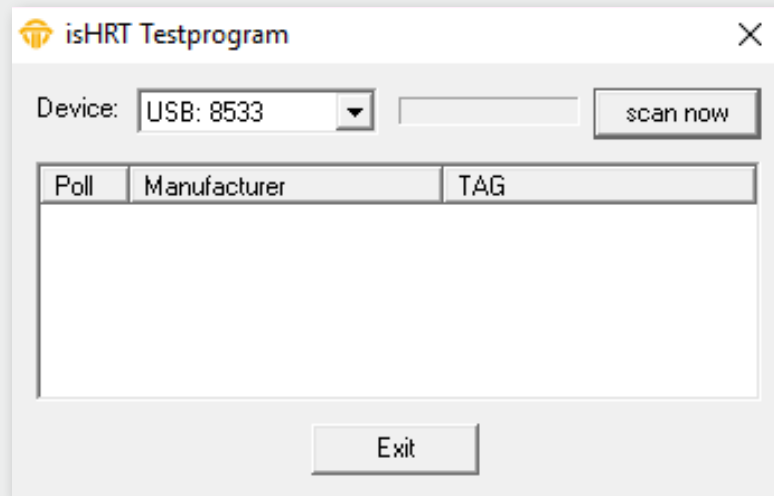 isHRT Testprogram
Device: USB: 8533 scan now
Poll Manufacturer TAG
Exit